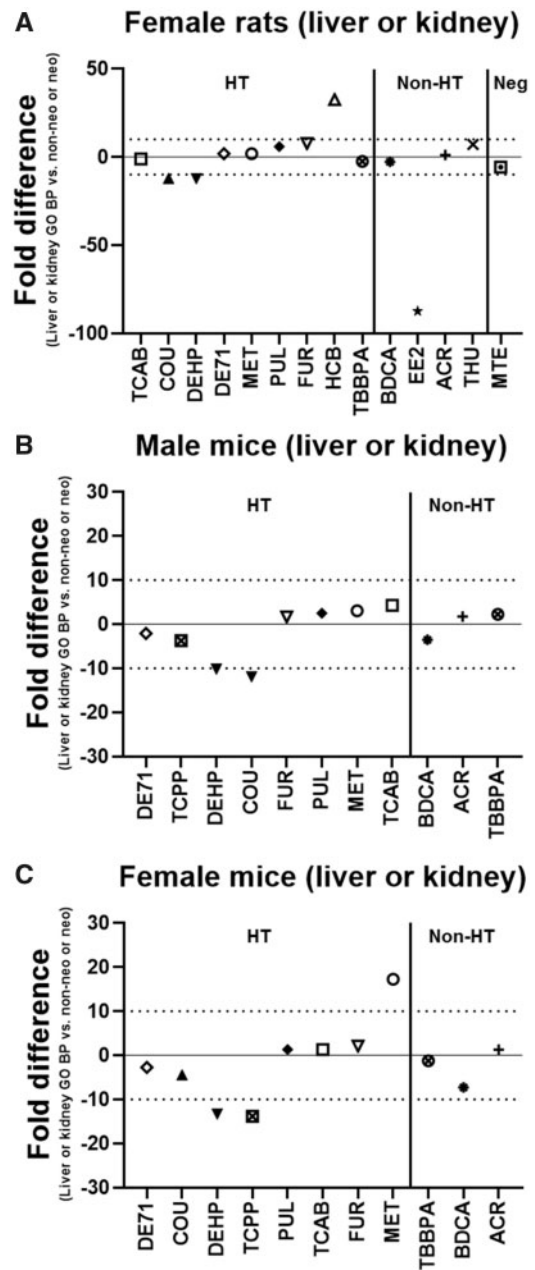 A
Female rats (liver or kidney)
Fold difference
(Liver or kidney GO BP vs. non-neo or neo)
50
0
-50
-100
HT
Non-HT
Neg
TCAB
COU
DEHP
DE71
MET
PUL
FUR
HCB
TBBPA
BDCA
EE2
ACR
THU
MTE
B
Male mice (liver or kidney)
Fold difference
(Liver or kidney GO BP vs. non-neo or neo)
30
20
10
0
-10
-20
-30
HT
Non-HT
DE71
TCPP
DEHP
COU
FUR
PUL
MET
TCAB
BDCA
ACR
TBBPA
C
Female mice (liver or kidney)
Fold difference
(Liver or kidney GO BP vs. non-neo or neo)
30
20
10
0
-10
-20
-30
HT
Non-HT
DE71
COU
DEHP
TCPP
PUL
TCAB
FUR
MET
TBBPA
BDCA
ACR